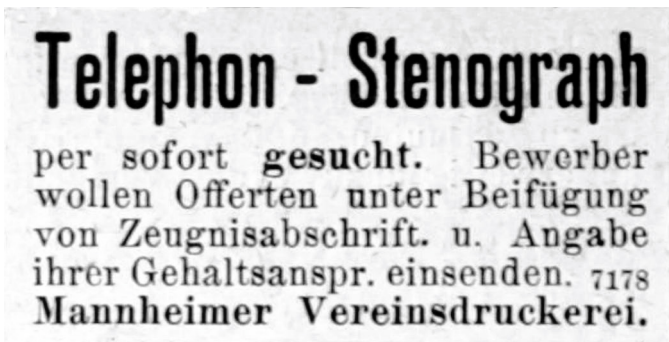 Telephon - Stenograph
per sofort gesucht. Bewerber
wollen Offerten unter Beifügung
von Zeugnisabschrift. u. Angabe
ihrer Gehaltsanspr. einsenden. 7178
Mannheimer Vereinsdruckerei.